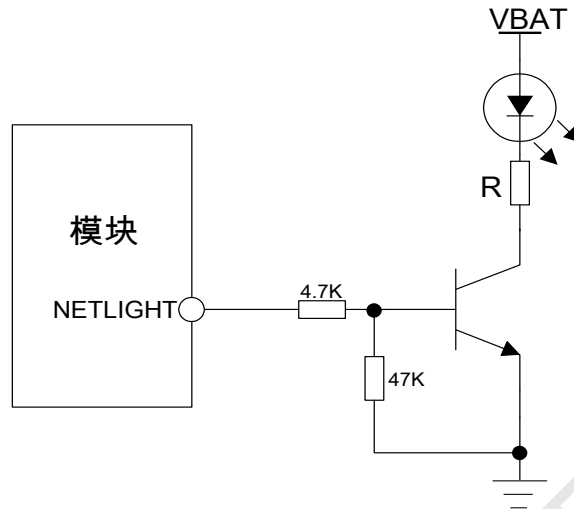 VBAT
R
模块
4.7K
NETLIGHT
47K